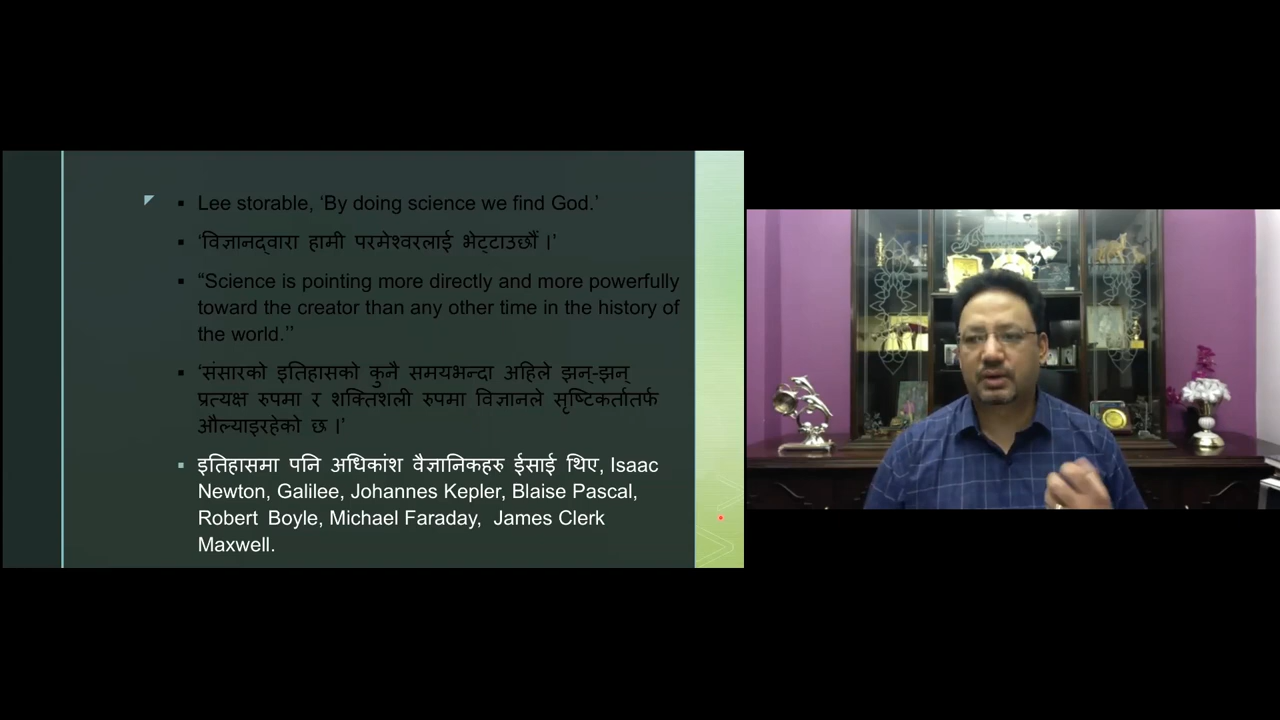 Lee storable, ‘By doing science we find God.’
‘विज्ञानद्वारा हामी परमेश्वरलाई भेट्टाउछौं ।’
“Science is pointing more directly and more powerfully
toward the creator than any other time in the history of
the world.’’
‘संसारको इतिहासको कुनै समयभन्दा अहिले झन्-झन्
प्रत्यक्ष रुपमा र शक्तिशली रुपमा विज्ञानले सृष्टिकर्तातर्फ
औल्याइरहेको छ ।’
इतिहासमा पनि अधिकांश वैज्ञानिकहरु ईसाई थिए, Isaac
Newton, Galilee, Johannes Kepler, Blaise Pascal,
Robert Boyle, Michael Faraday, James Clerk
Maxwell.